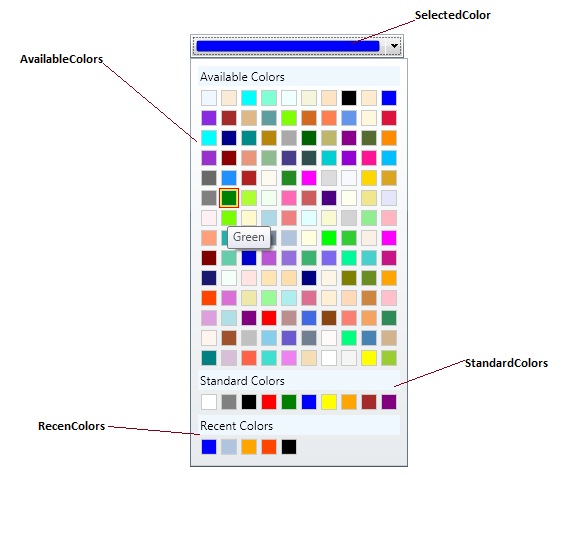 SelectedColor
AvailableColors
Available Colors
Green
StandardColors
Standard Colors
RecenColors
Recent Colors